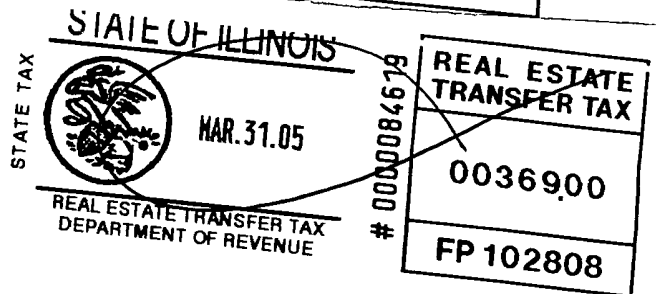 STATE OF ILLINOIS
STATE TAX
MAR.31.05
REAL ESTATE TRANSFER TAX
DEPARTMENT OF REVENUE
# 0000084619
REAL ESTATE
TRANSFER TAX
0036900
FP 102808